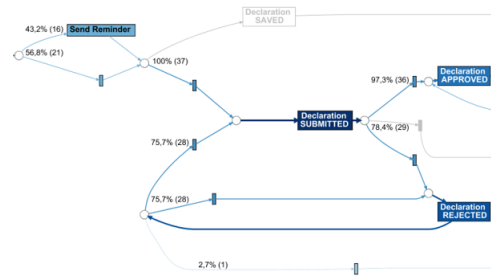 Declaration
SAVED
43,2% (16)
Send Reminder
56,8% (21)
100% (37)
97,3% (36)
Declaration
APPROVED
Declaration
SUBMITTED
78,4% (29)
75,7% (28)
75,7% (28)
Declaration
REJECTED
2,7% (1)